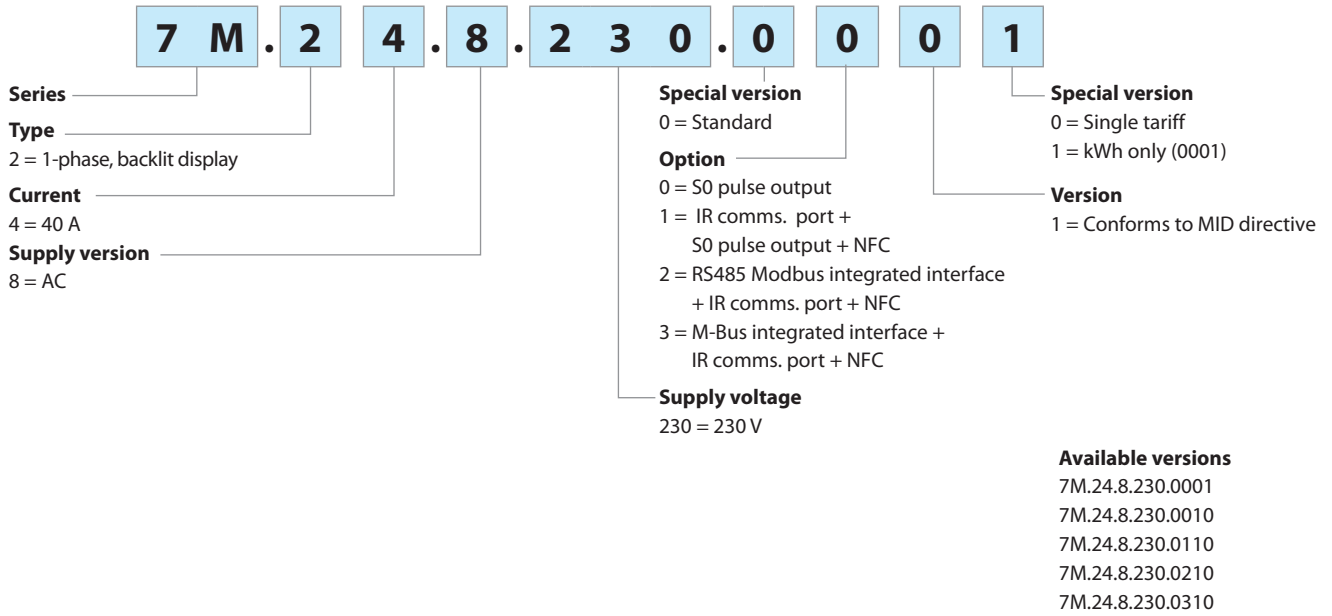 7 M . 2 4 . 8 . 2 3 0 . 0 0 0 1
Series
Type
2 = 1-phase, backlit display
Current
4 = 40 A
Supply version
8 = AC
Special version
0 = Standard
Option
0 = S0 pulse output
1 = IR comms. port +
S0 pulse output + NFC
2 = RS485 Modbus integrated interface
+ IR comms. port + NFC
3 = M-Bus integrated interface +
IR comms. port + NFC
Supply voltage
230 = 230 V
Special version
0 = Single tariff
1 = kWh only (0001)
Version
1 = Conforms to MID directive
Available versions
7M.24.8.230.0001
7M.24.8.230.0010
7M.24.8.230.0110
7M.24.8.230.0210
7M.24.8.230.0310